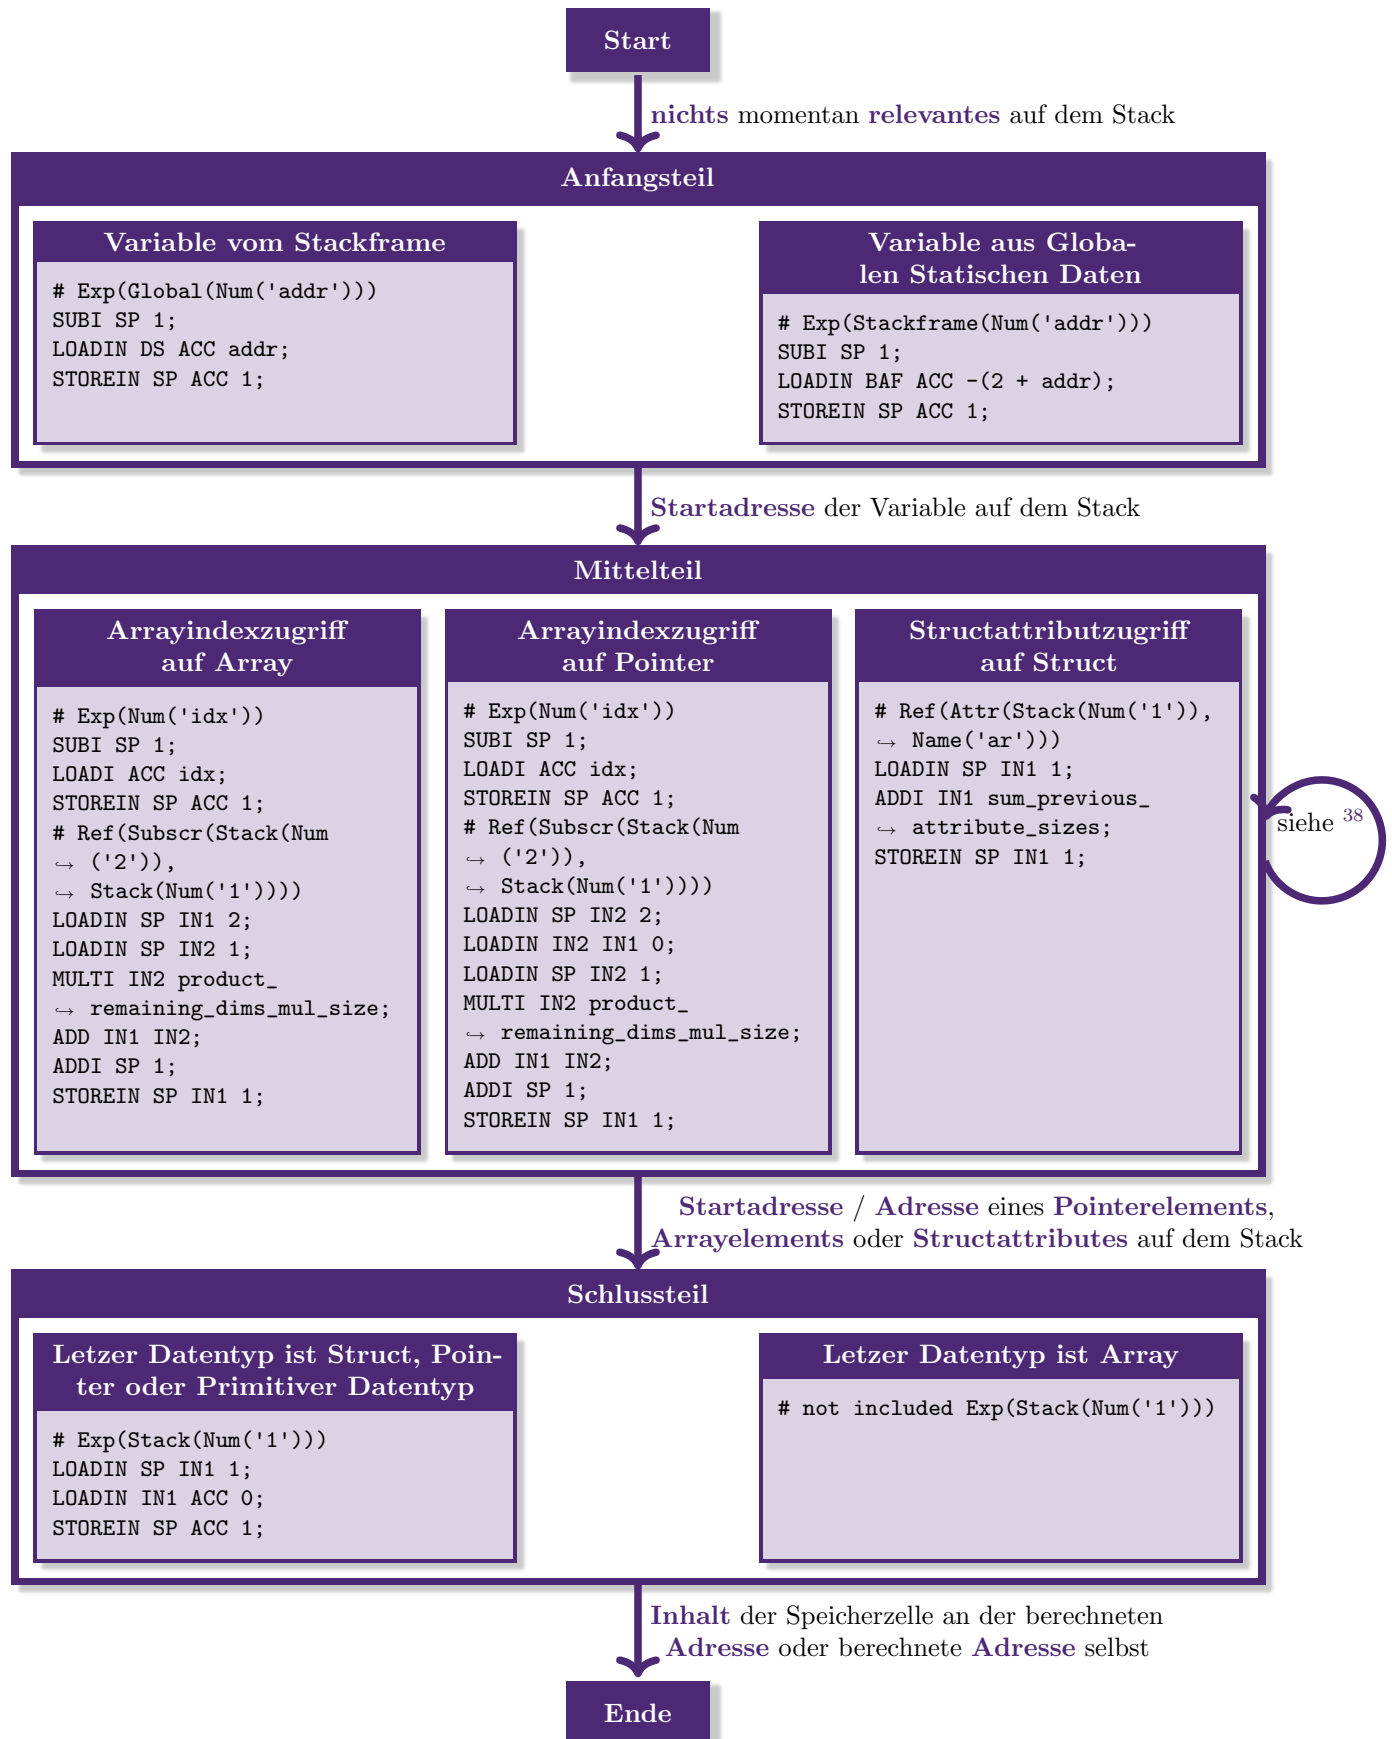 Start
nichts momentan relevantes auf dem Stack
Anfangsteil
Variable vom Stackframe
# Exp(Global(Num('addr')))
SUBI SP 1;
LOADIN DS ACC addr;
STOREIN SP ACC 1;
Variable aus Globa-
len Statischen Daten
# Exp(Stackframe(Num('addr')))
SUBI SP 1;
LOADIN BAF ACC -(2 + addr);
STOREIN SP ACC 1;
Startadresse der Variable auf dem Stack
Mittelteil
Arrayindexzugriff
auf Array
# Exp(Num('idx'))
SUBI SP 1;
LOADI ACC idx;
STOREIN SP ACC 1;
# Ref(Subscr(Stack(Num
↪ ('2')),
↪ Stack(Num('1'))))
LOADIN SP IN1 2;
LOADIN SP IN2 1;
MULTI IN2 product_
↪ remaining_dims_mul_size;
ADD IN1 IN2;
ADDI SP 1;
STOREIN SP IN1 1;
Arrayindexzugriff
auf Pointer
# Exp(Num('idx'))
SUBI SP 1;
LOADI ACC idx;
STOREIN SP ACC 1;
# Ref(Subscr(Stack(Num
↪ ('2')),
↪ Stack(Num('1'))))
LOADIN SP IN2 2;
LOADIN IN2 IN1 0;
LOADIN SP IN2 1;
MULTI IN2 product_
↪ remaining_dims_mul_size;
ADD IN1 IN2;
ADDI SP 1;
STOREIN SP IN1 1;
Structattributzugriff
auf Struct
# Ref(Attr(Stack(Num('1')),
↪ Name('ar')))
LOADIN SP IN1 1;
ADDI IN1 sum_previous_
↪ attribute_sizes;
STOREIN SP IN1 1;
siehe 38
Startadresse / Adresse eines Pointerelements,
Arrayelements oder Structattributes auf dem Stack
Schlussteil
Letzer Datentyp ist Struct, Poin-
ter oder Primitiver Datentyp
# Exp(Stack(Num('1')))
LOADIN SP IN1 1;
LOADIN IN1 ACC 0;
STOREIN SP ACC 1;
Letzer Datentyp ist Array
# not included Exp(Stack(Num('1')))
Inhalt der Speicherzelle an der berechneten
Adresse oder berechnete Adresse selbst
Ende